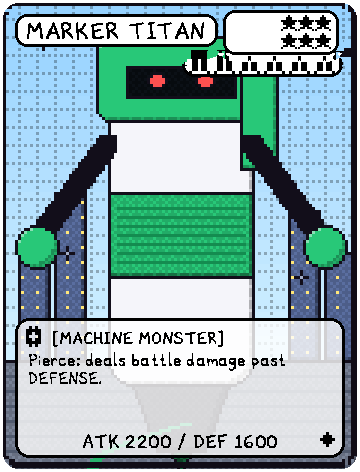 MARKER TITAN
[MACHINE MONSTER]
Pierce: deals battle damage past
DEFENSE.
ATK 2200 / DEF 1600